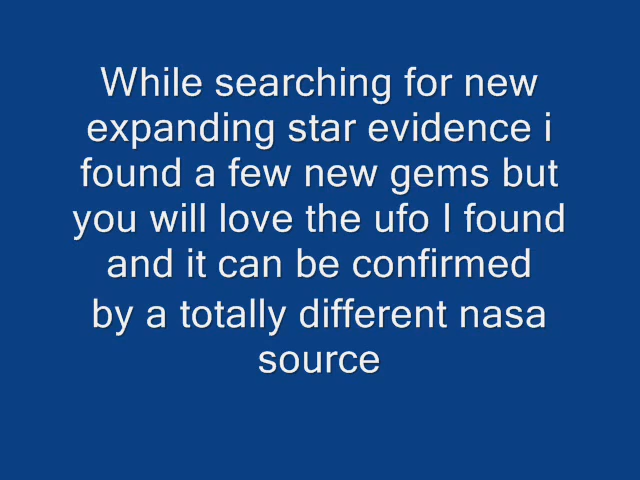 While searching for new
expanding star evidence i
found a few new gems but
you will love the ufo I found
and it can be confirmed
by a totally different nasa
source